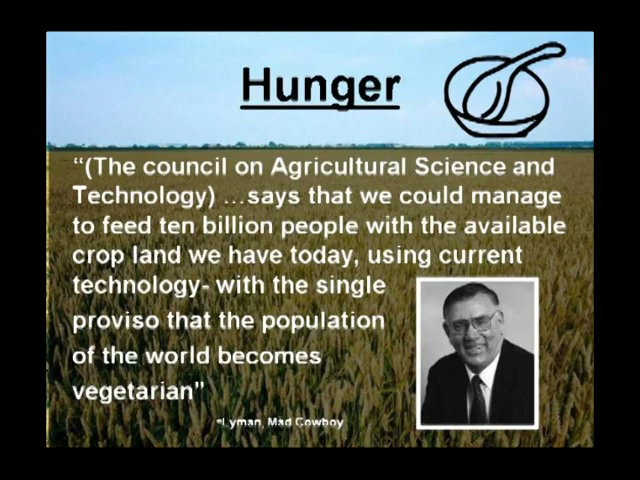 Hunger
“(The council on Agricultural Science and
Technology) …says that we could manage
to feed ten billion people with the available
crop land we have today, using current
technology- with the single
proviso that the population
of the world becomes
vegetarian”
-Lyman, Mad Cowboy